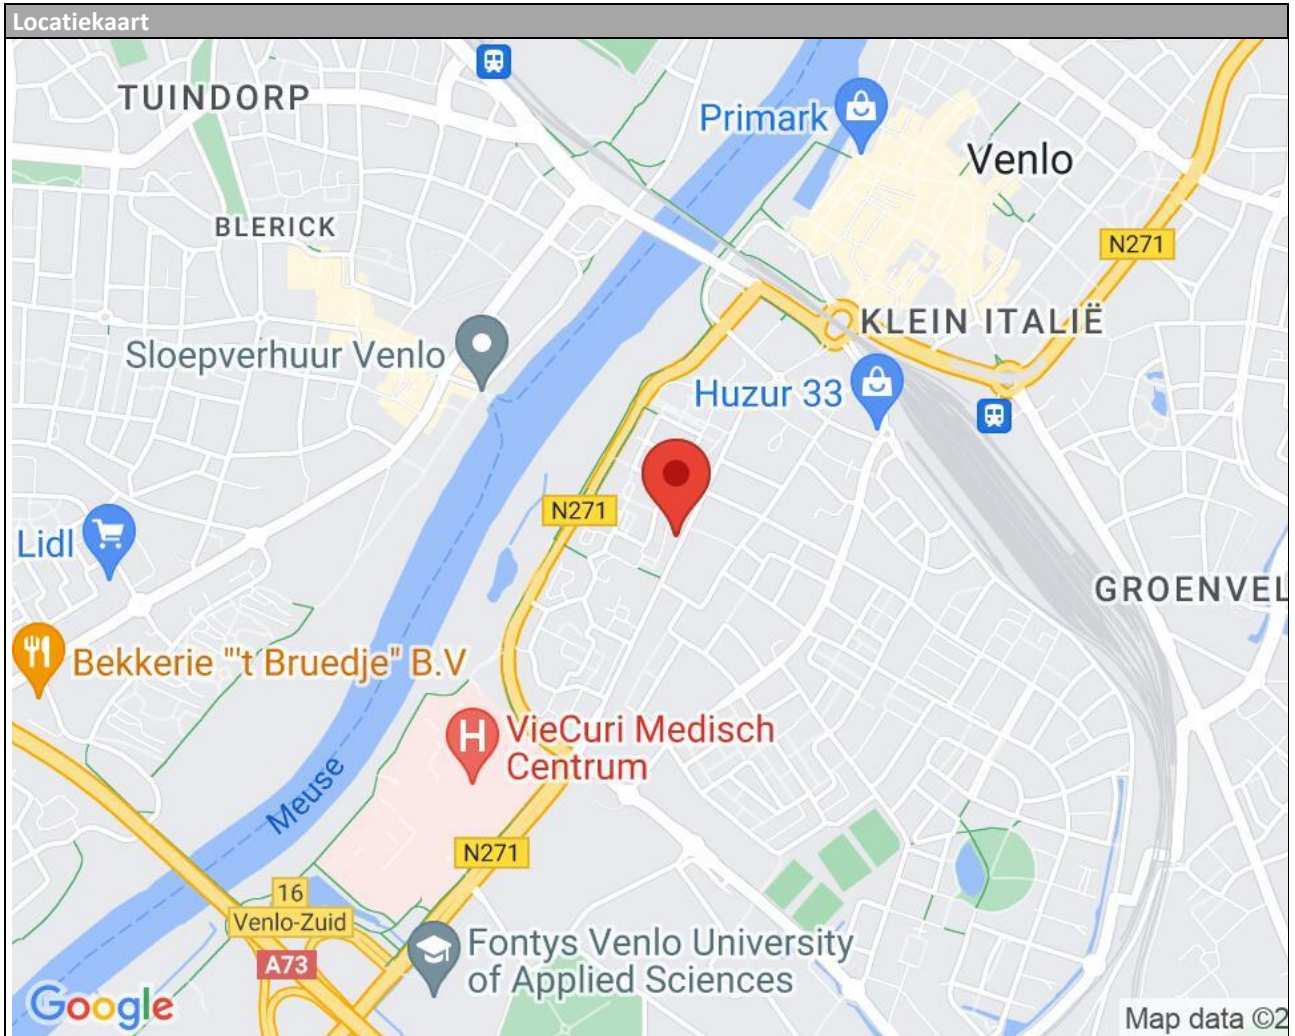 Locatiekaart
TUINDORP
Primark
Venlo
BLERICK
N271
KLEIN ITALIË
Sloepverhuur Venlo
Huzur 33
N271
Lidl
GROENVEL
Bekkerie "'t Bruedje" B.V
VieCuri Medisch
Centrum
Meuse
N271
16
Venlo-Zuid
A73
Fontys Venlo University
of Applied Sciences
Google
Map data ©2